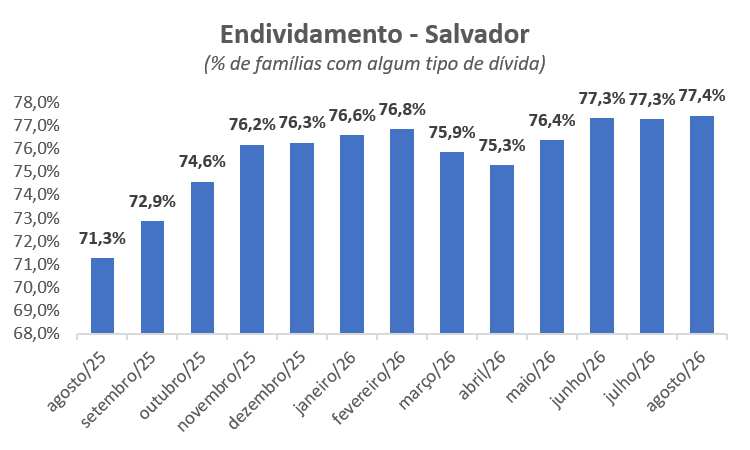 Endividamento - Salvador
(% de famílias com algum tipo de dívida)
78,0%
77,0%
76,0%
75,0%
74,0%
73,0%
72,0%
71,0%
70,0%
69,0%
68,0%
71,3%
72,9%
74,6%
76,2%
76,3%
76,6%
76,8%
75,9%
75,3%
76,4%
77,3%
77,3%
77,4%
agosto/25
setembro/25
outubro/25
novembro/25
dezembro/25
janeiro/26
fevereiro/26
março/26
abril/26
maio/26
junho/26
julho/26
agosto/26